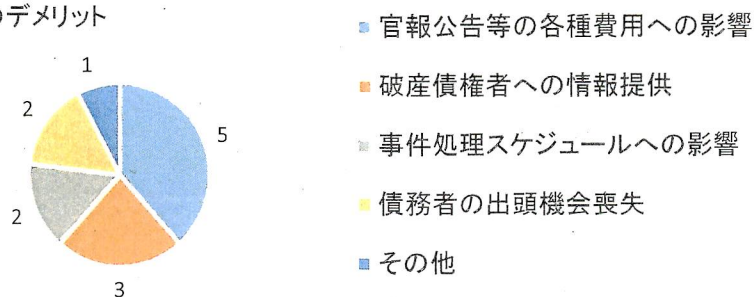 のデメリット
1
2
5
2
3
官報公告等の各種費用への影響
破産債権者への情報提供
事件処理スケジュールへの影響
債務者の出頭機会喪失
その他